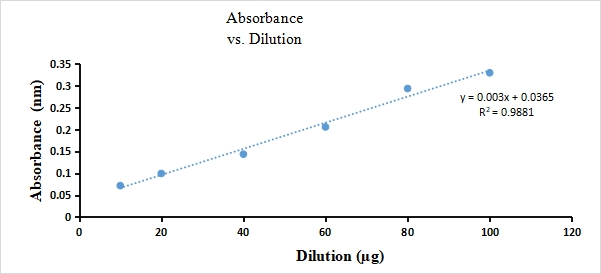 Absorbance
vs. Dilution
0.35
0.3
0.25
0.2
0.15
0.1
0.05
0
Absorbance (nm)
y = 0.003x + 0.0365
R² = 0.9881
0 20 40 60 80 100 120
Dilution (µg)